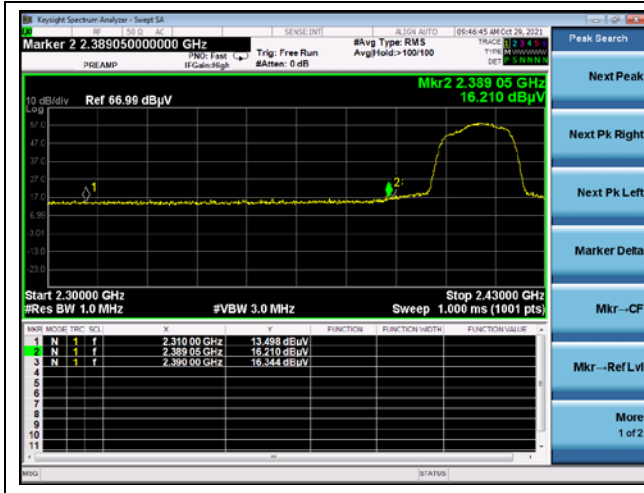 Keysight Spectrum Analyzer - Swept SA
RF 50 Ω AC SENSE:INT ALIGN AUTO 09:46:45 AM Oct 29, 2021
Marker 2 2.389050000000 GHz
#Avg Type: RMS
TRACE 1 2 3 4 5 6
PNO: Fast Trig: Free Run Avg|Hold:>100/100
TYPE M WWWWW
PREAMP IFGain:High #Atten: 0 dB
DET P S N N N N
Mkr2 2.389 05 GHz
16.210 dBµV
10 dB/div Ref 66.99 dBµV
Log
57.0
47.0
37.0
27.0
17.0
6.99
-3.01
-13.0
-23.0
1
2
Start 2.30000 GHz Stop 2.43000 GHz
#Res BW 1.0 MHz #VBW 3.0 MHz Sweep 1.000 ms (1001 pts)
MKR MODE TRC SCL X Y FUNCTION FUNCTION WIDTH FUNCTION VALUE
1 N 1 f 2.310 00 GHz 13.498 dBµV
2 N 1 f 2.389 05 GHz 16.210 dBµV
3 N 1 f 2.390 00 GHz 16.344 dBµV
4
5
6
7
8
9
10
11
MSG STATUS
Peak Search
Next Peak
Next Pk Right
Next Pk Left
Marker Delta
Mkr→CF
Mkr→Ref Lvl
More
1 of 2